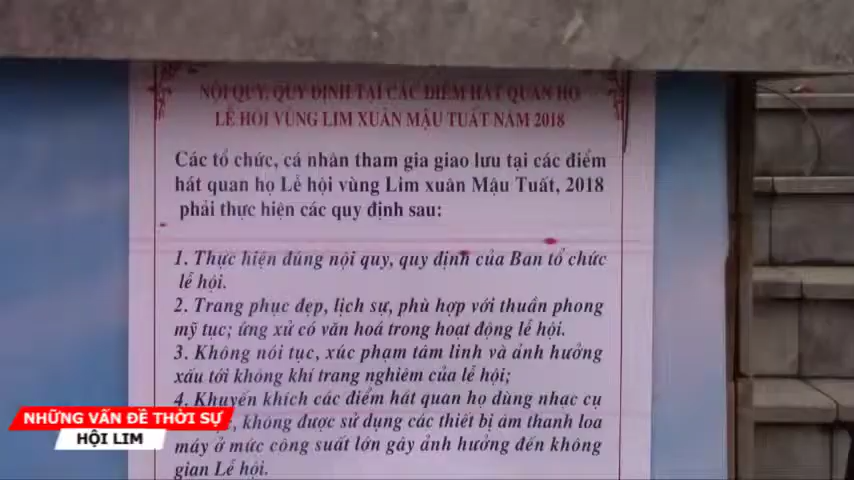 NỘI QUY, QUY ĐỊNH TẠI CÁC ĐIỂM HÁT QUAN HỌ
LỄ HỘI VÙNG LIM XUÂN MẬU TUẤT NĂM 2018
Các tổ chức, cá nhân tham gia giao lưu tại các điểm
hát quan họ Lễ hội vùng Lim xuân Mậu Tuất, 2018
phải thực hiện các quy định sau:
1. Thực hiện đúng nội quy, quy định của Ban tổ chức
lễ hội.
2. Trang phục đẹp, lịch sự, phù hợp với thuần phong
mỹ tục; ứng xử có văn hoá trong hoạt động lễ hội.
3. Không nói tục, xúc phạm tâm linh và ảnh hưởng
xấu tới không khí trang nghiêm của lễ hội;
4. Khuyến khích các điểm hát quan họ dùng nhạc cụ
không được sử dụng các thiết bị âm thanh loa
máy ở mức công suất lớn gây ảnh hưởng đến không
gian Lễ hội.
NHỮNG VẤN ĐỀ THỜI SỰ
HỘI LIM